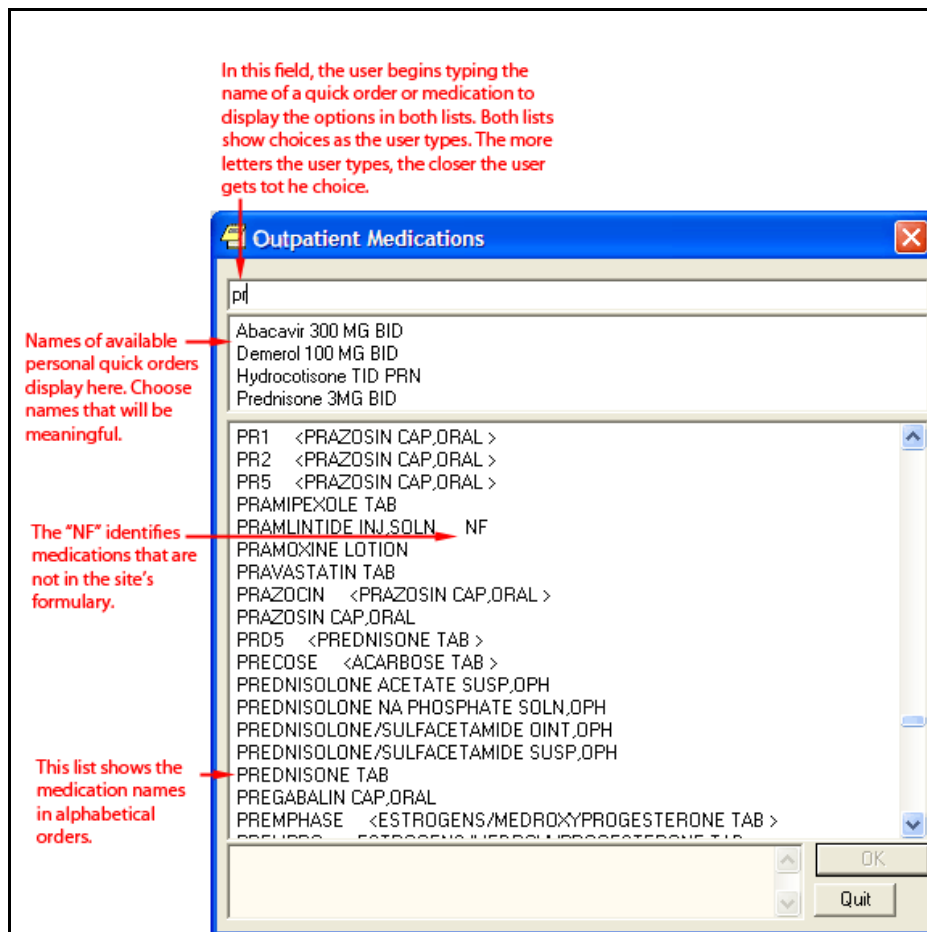 In this field, the user begins typing the
name of a quick order or medication to
display the options in both lists. Both lists
show choices as the user types. The more
letters the user types, the closer the user
gets tot he choice.
Outpatient Medications
pr
Names of available
personal quick orders
display here. Choose
names that will be
meaningful.
Abacavir 300 MG BID
Demerol 100 MG BID
Hydrocotisone TID PRN
Prednisone 3MG BID
PR1 <PRAZOSIN CAP,ORAL >
PR2 <PRAZOSIN CAP,ORAL >
PR5 <PRAZOSIN CAP,ORAL >
PRAMIPEXOLE TAB
PRAMLINTIDE INJ,SOLN NF
PRAMOXINE LOTION
PRAVASTATIN TAB
PRAZOCIN <PRAZOSIN CAP,ORAL >
PRAZOSIN CAP,ORAL
PRD5 <PREDNISONE TAB >
PRECOSE <ACARBOSE TAB >
PREDNISOLONE ACETATE SUSP,OPH
PREDNISOLONE NA PHOSPHATE SOLN,OPH
PREDNISOLONE/SULFACETAMIDE OINT,OPH
PREDNISOLONE/SULFACETAMIDE SUSP,OPH
PREDNISONE TAB
PREGABALIN CAP,ORAL
PREMPHASE <ESTROGENS/MEDROXYPROGESTERONE TAB >
The “NF” identifies
medications that are
not in the site’s
formulary.
This list shows the
medication names
in alphabetical
orders.
OK
Quit